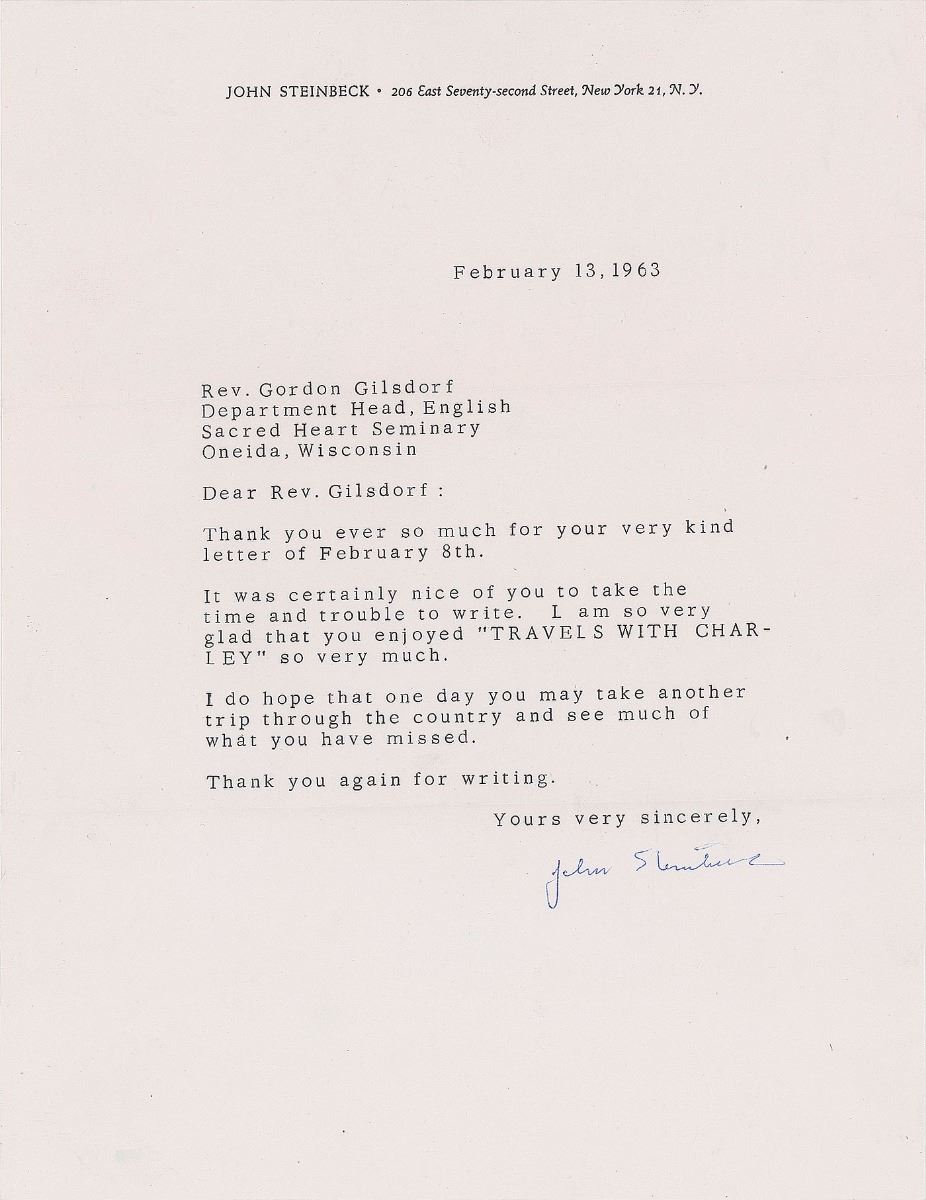 JOHN STEINBECK • 206 East Seventy-second Street, New York 21, N. Y.
February 13, 1963
Rev. Gordon Gilsdorf
Department Head, English
Sacred Heart Seminary
Oneida, Wisconsin
Dear Rev. Gilsdorf :
Thank you ever so much for your very kind
letter of February 8th.
It was certainly nice of you to take the
time and trouble to write. I am so very
glad that you enjoyed "TRAVELS WITH CHAR-
LEY" so very much.
I do hope that one day you may take another
trip through the country and see much of
what you have missed.
Thank you again for writing.
Yours very sincerely,
John Steinbeck